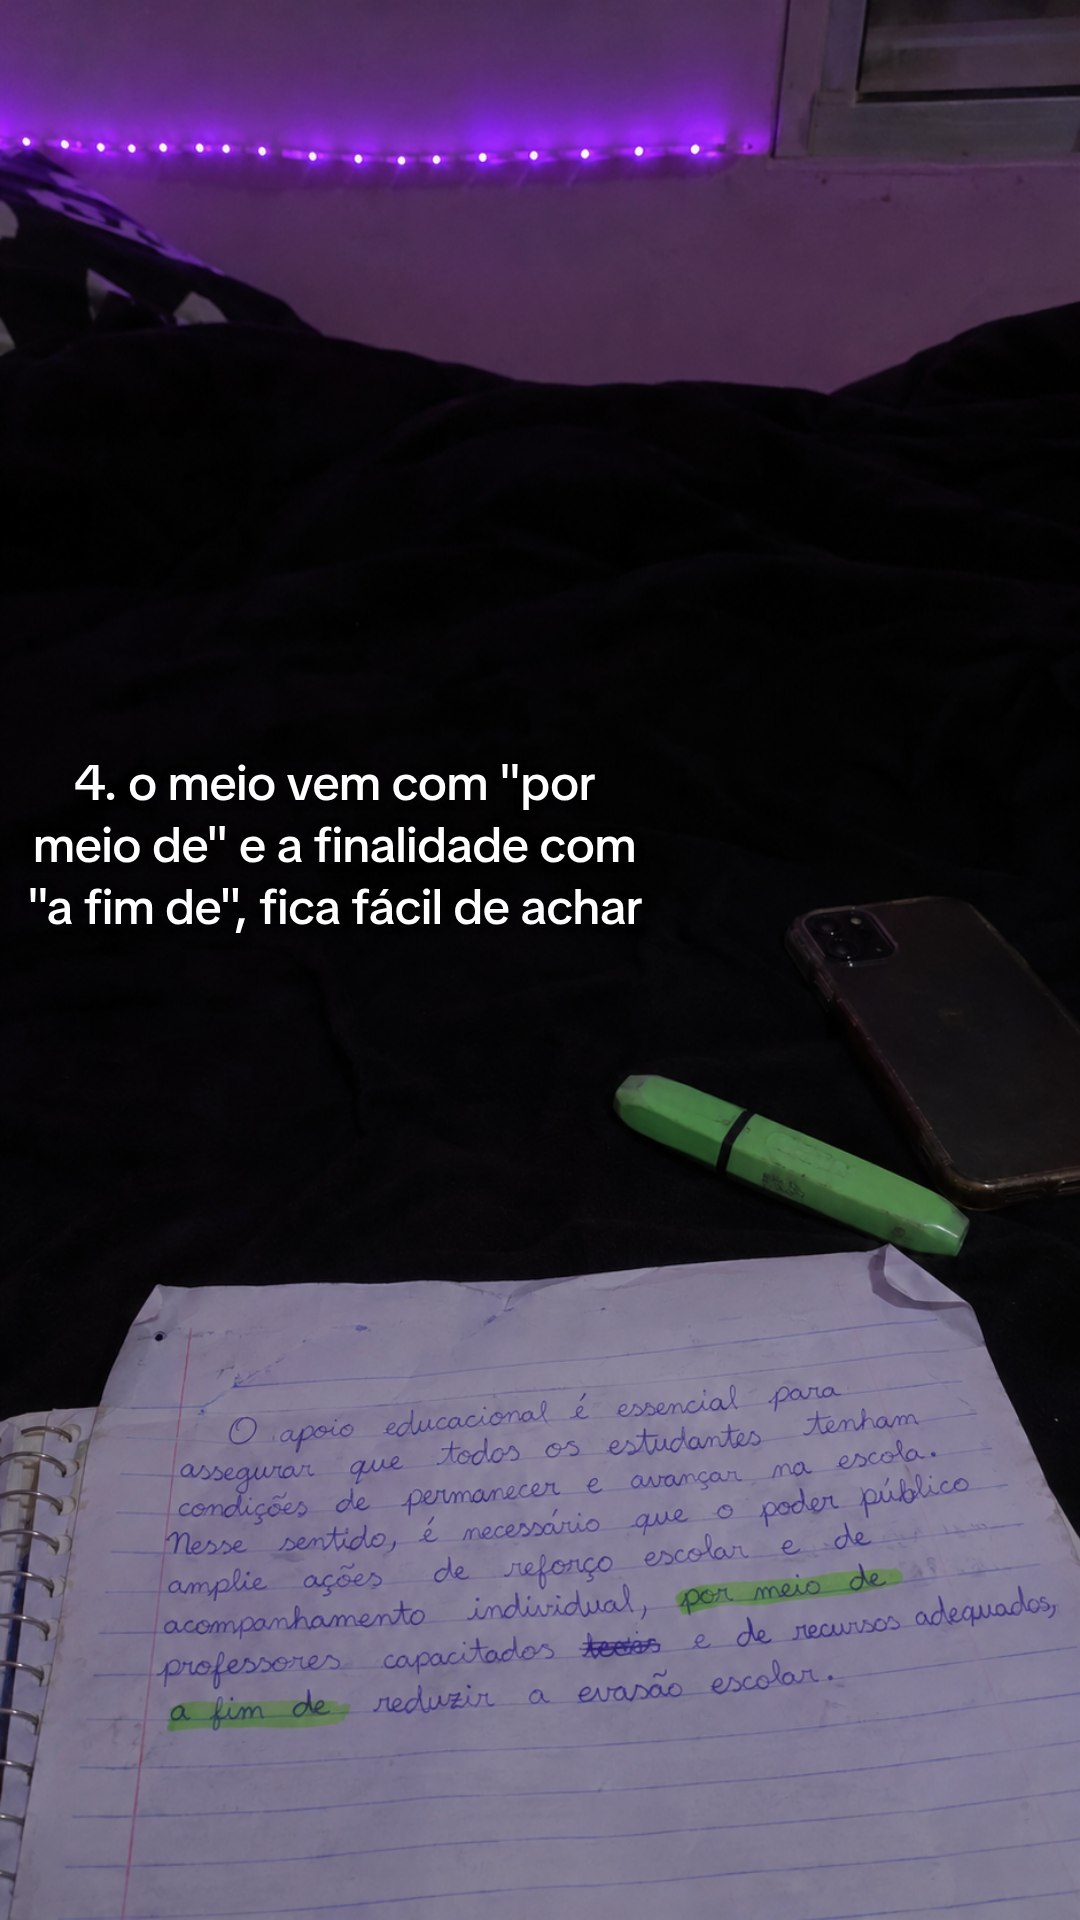 4. o meio vem com "por
meio de" e a finalidade com
"a fim de", fica fácil de achar
O apoio educacional é essencial para
assegurar que todos os estudantes tenham
condições de permanecer e avançar na escola.
Nesse sentido, é necessário que o poder público
amplie ações de reforço escolar e de
acompanhamento individual, por meio de
professores capacitados e de recursos adequados,
a fim de reduzir a evasão escolar.